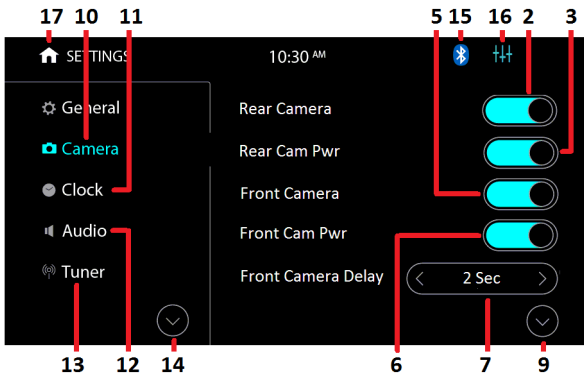 17 10 11 5 15 16 2 3
SETTINGS 10:30 AM
General Rear Camera
Camera Rear Cam Pwr
Clock Front Camera
Audio Front Cam Pwr
Tuner Front Camera Delay 2 Sec
13 12 14 6 7 9